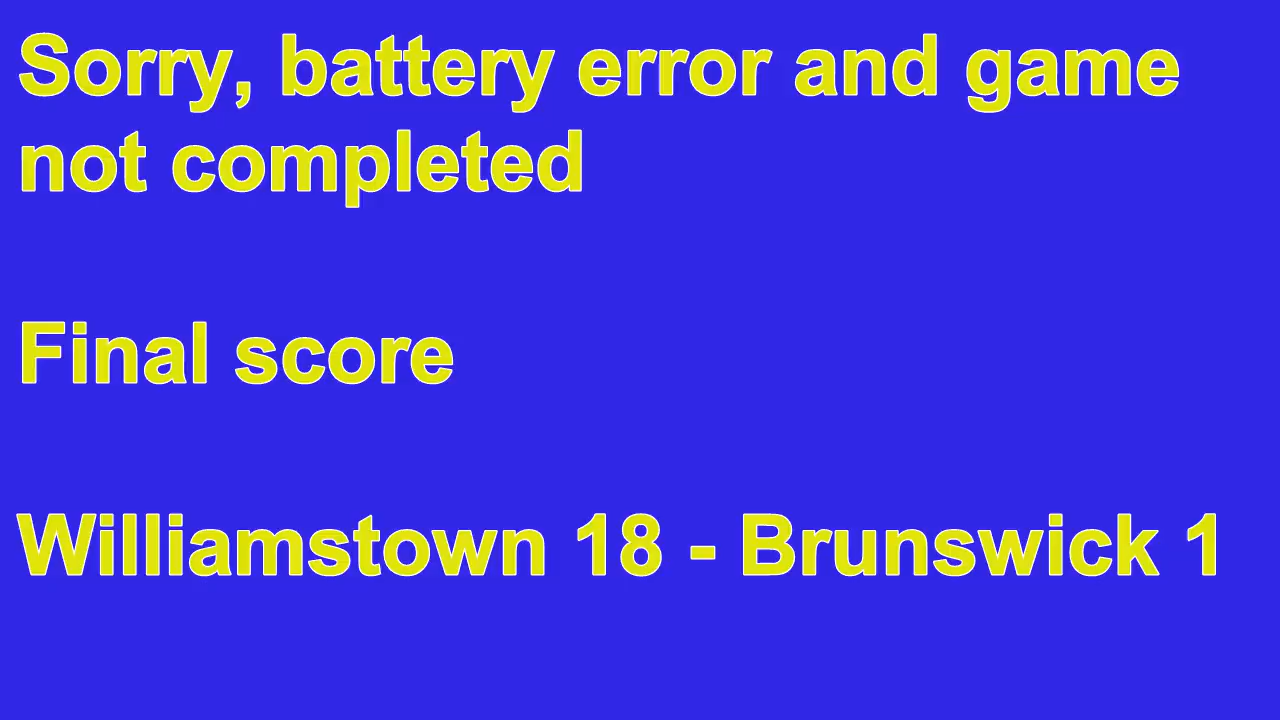 Sorry, battery error and game
not completed
Final score
Williamstown 18 - Brunswick 1